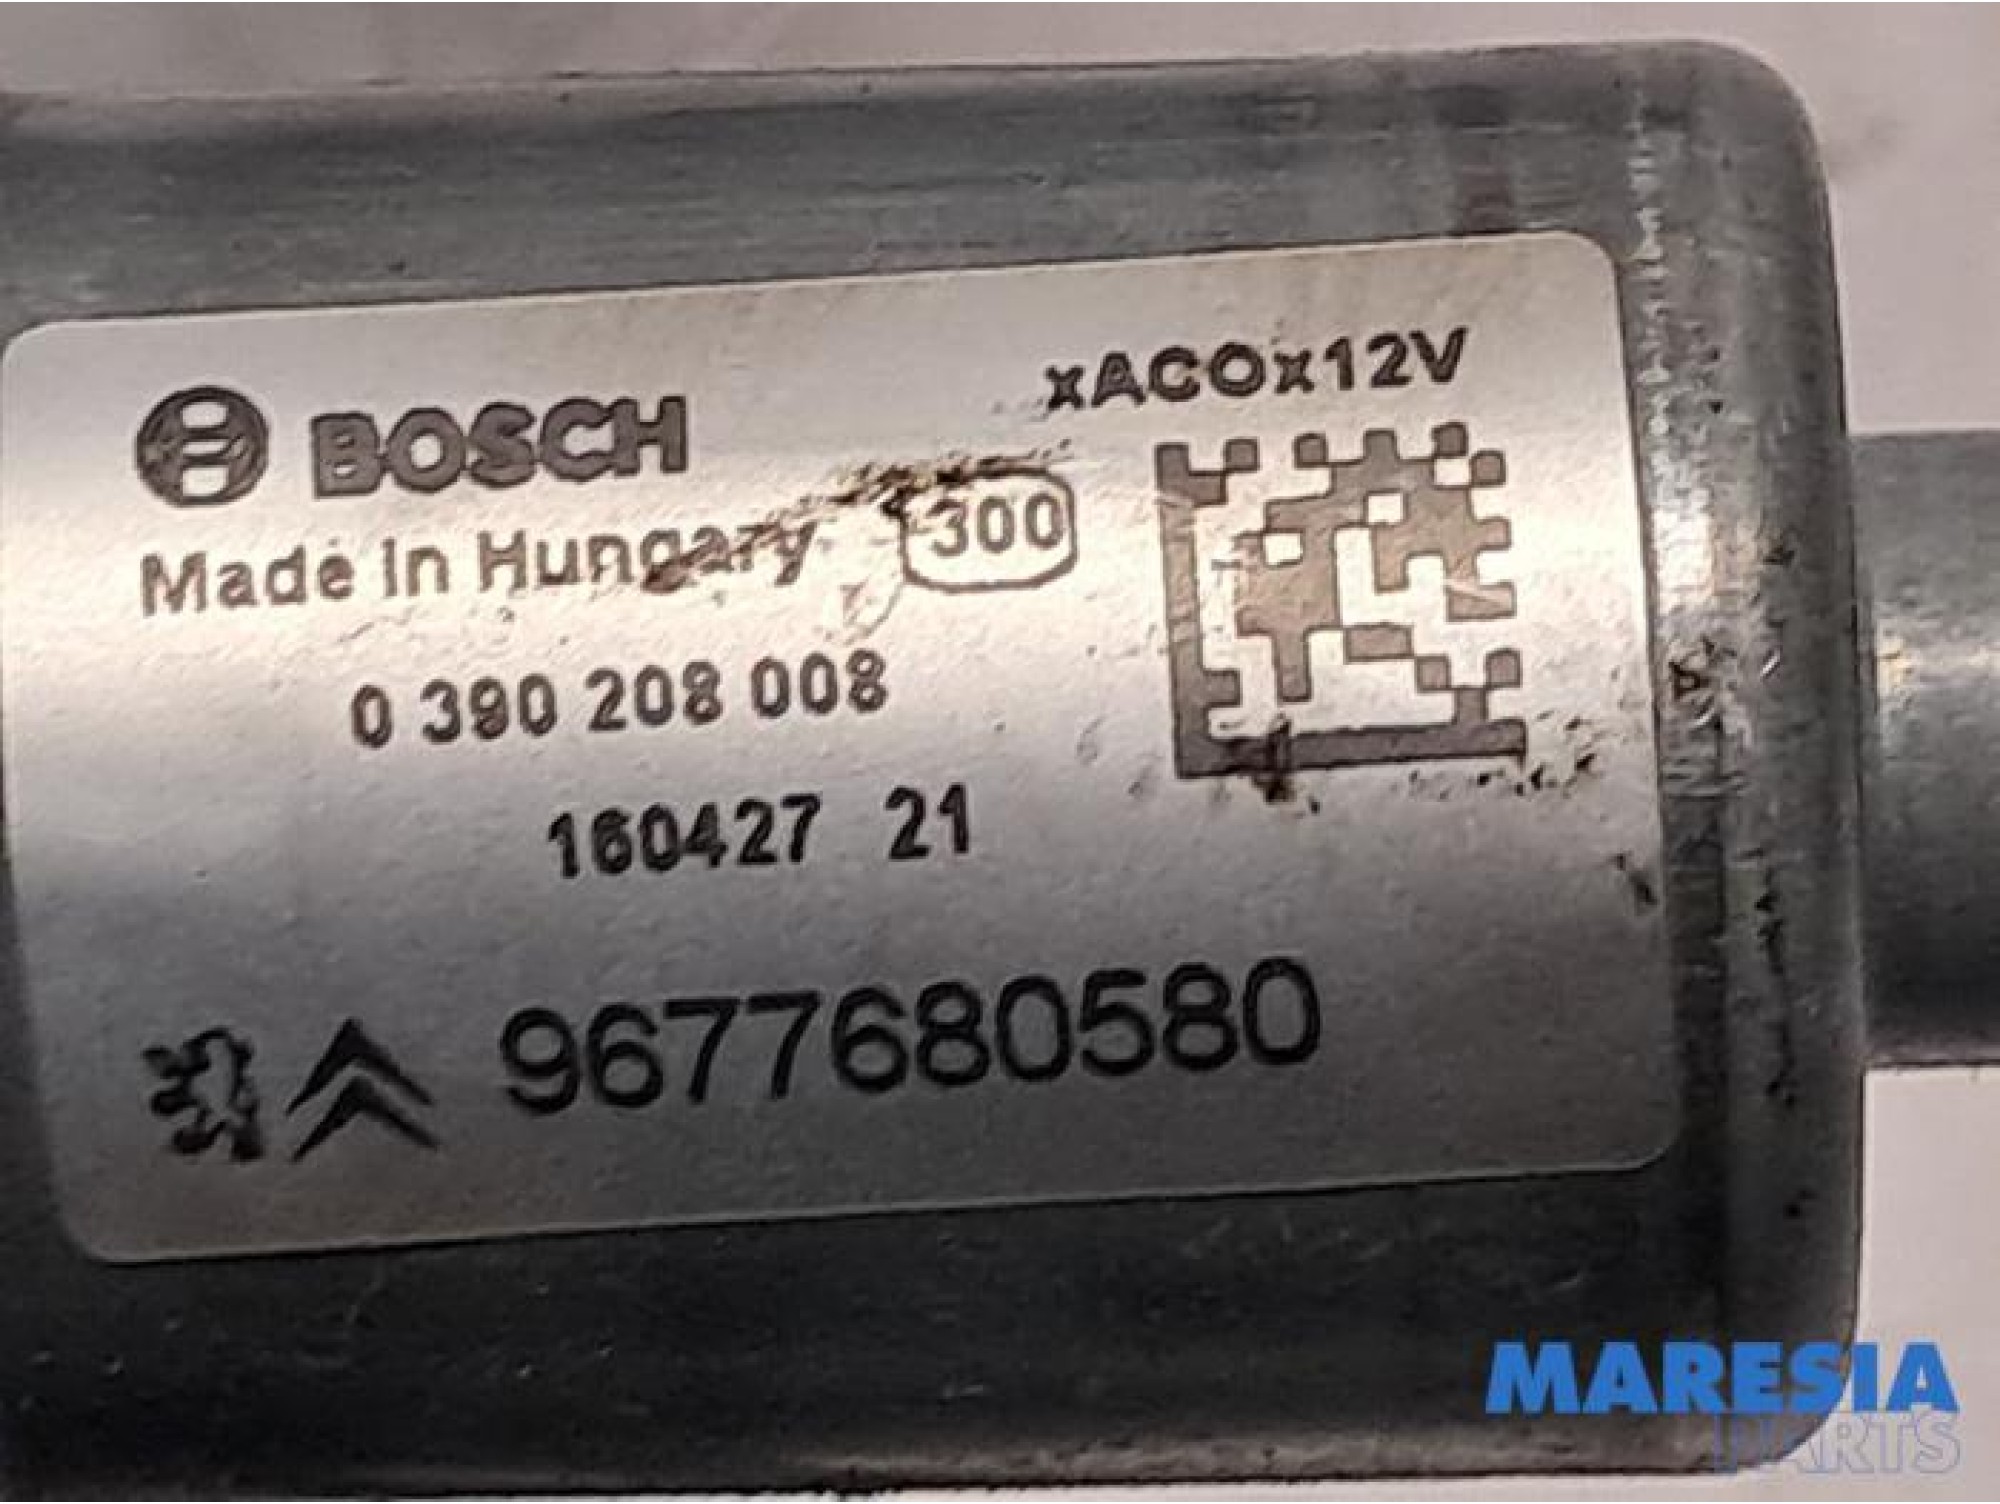 xACOx12V
BOSCH
Made in Hungary 300
0 390 208 008
160427 21
9677680580
MARESIA
PARTS